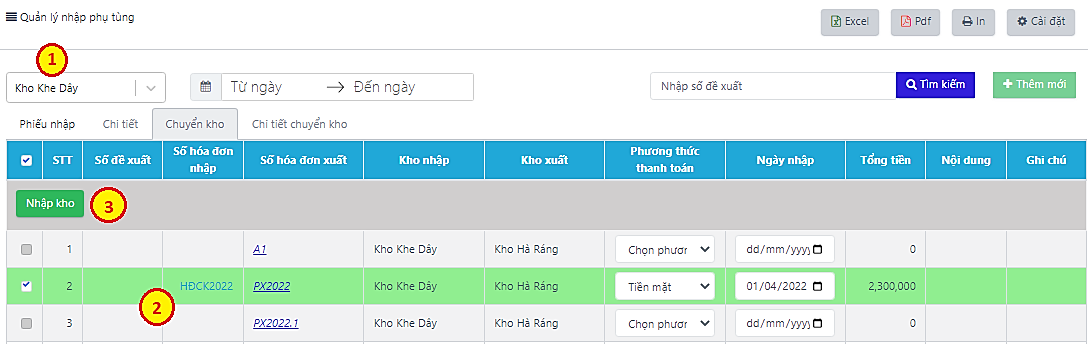 Quản lý nhập phụ tùng
Excel Pdf In Cài đặt
1
Kho Khe Dây Từ ngày Đến ngày Nhập số đề xuất Tìm kiếm Thêm mới
Phiếu nhập Chi tiết Chuyển kho Chi tiết chuyển kho
STT Số đề xuất Số hóa đơn nhập Số hóa đơn xuất Kho nhập Kho xuất Phương thức thanh toán Ngày nhập Tổng tiền Nội dung Ghi chú
Nhập kho 3
1 A1 Kho Khe Dây Kho Hà Ráng Chọn phươn dd/mm/yyyy 0
2 HĐCK2022 PX2022 Kho Khe Dây Kho Hà Ráng Tiền mặt 01/04/2022 2,300,000
2
3 PX2022.1 Kho Khe Dây Kho Hà Ráng Chọn phươn dd/mm/yyyy 0